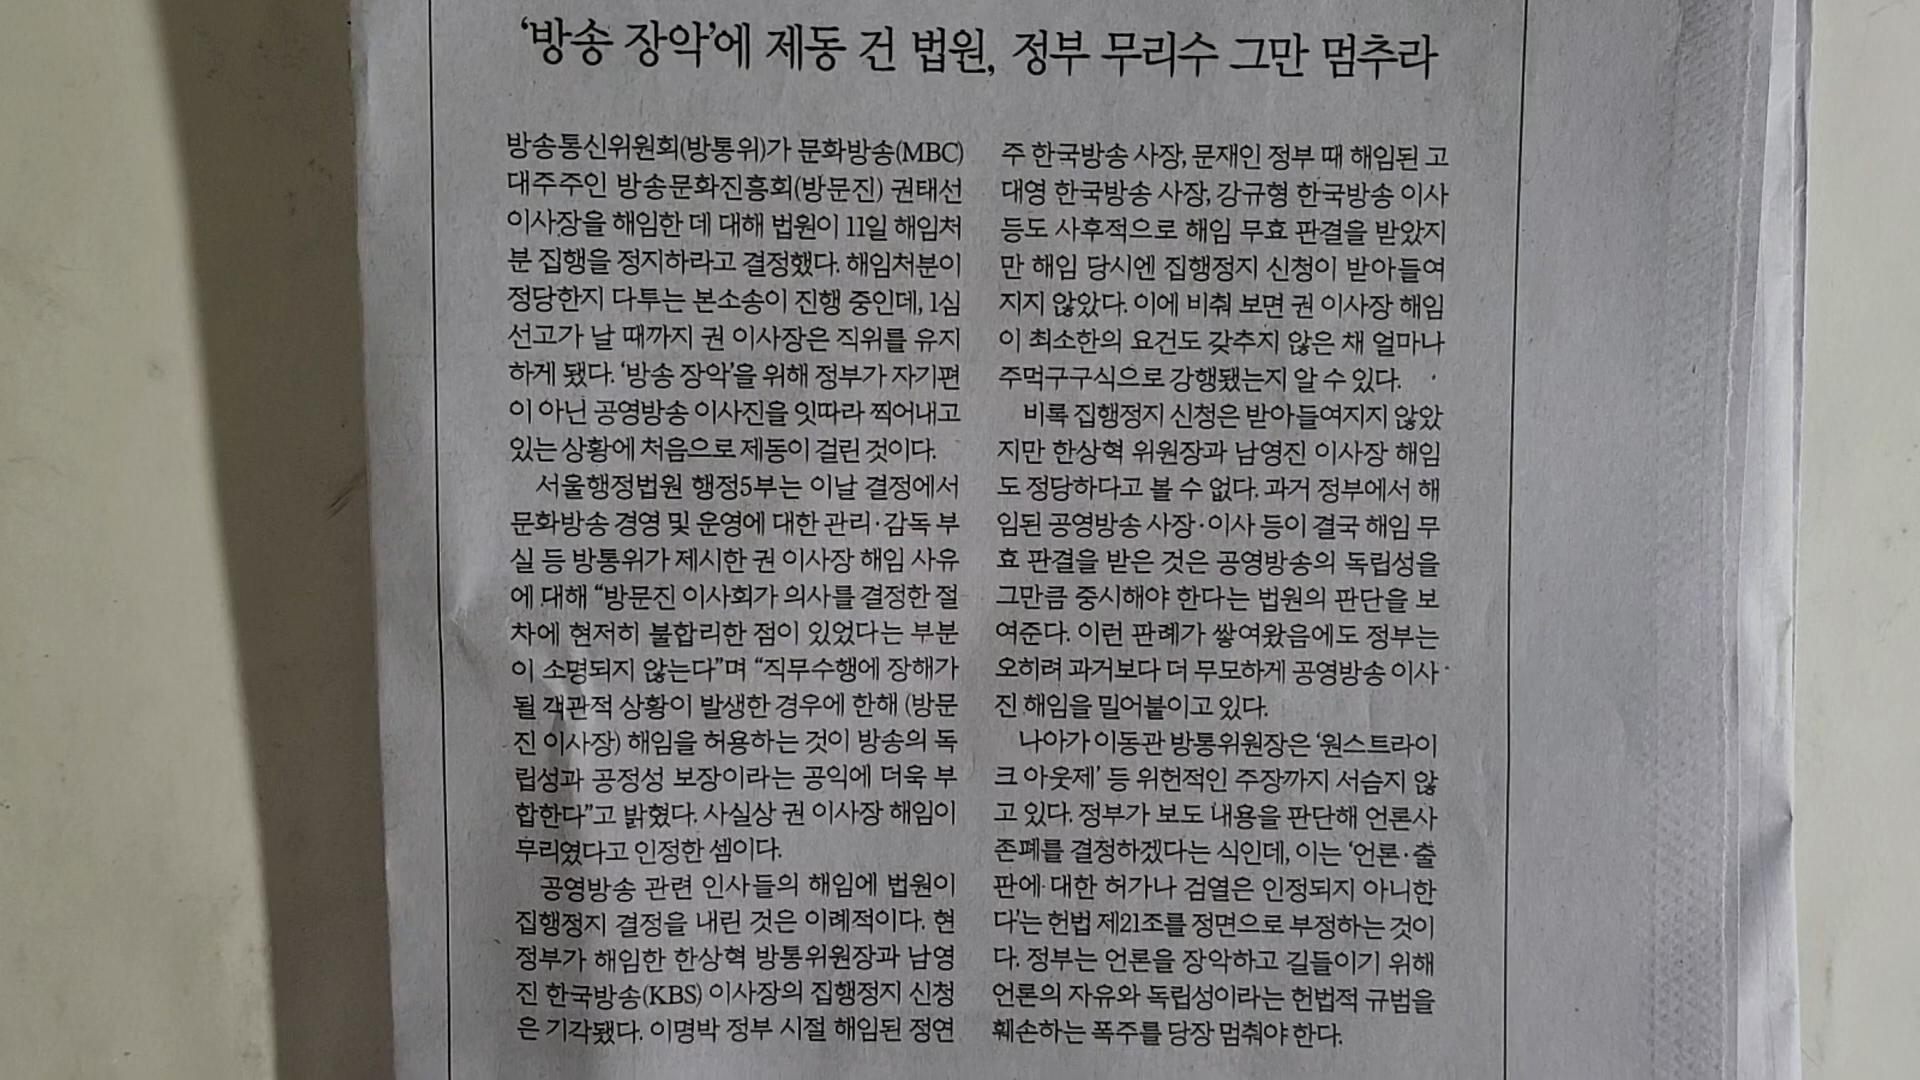 ‘방송 장악’에 제동 건 법원, 정부 무리수 그만 멈추라
방송통신위원회(방통위)가 문화방송(MBC)
대주주인 방송문화진흥회(방문진) 권태선
이사장을 해임한 데 대해 법원이 11일 해임처
분 집행을 정지하라고 결정했다. 해임처분이
정당한지 다투는 본소송이 진행 중인데, 1심
선고가 날 때까지 권 이사장은 직위를 유지
하게 됐다. ‘방송 장악’을 위해 정부가 자기편
이 아닌 공영방송 이사진을 잇따라 찍어내고
있는 상황에 처음으로 제동이 걸린 것이다.
서울행정법원 행정5부는 이날 결정에서
문화방송 경영 및 운영에 대한 관리·감독 부
실 등 방통위가 제시한 권 이사장 해임 사유
에 대해 “방문진 이사회가 의사를 결정한 절
차에 현저히 불합리한 점이 있었다는 부분
이 소명되지 않는다”며 “직무수행에 장해가
될 객관적 상황이 발생한 경우에 한해 (방문
진 이사장) 해임을 허용하는 것이 방송의 독
립성과 공정성 보장이라는 공익에 더욱 부
합한다”고 밝혔다. 사실상 권 이사장 해임이
무리였다고 인정한 셈이다.
공영방송 관련 인사들의 해임에 법원이
집행정지 결정을 내린 것은 이례적이다. 현
정부가 해임한 한상혁 방통위원장과 남영
진 한국방송(KBS) 이사장의 집행정지 신청
은 기각됐다. 이명박 정부 시절 해임된 정연
주 한국방송 사장, 문재인 정부 때 해임된 고
대영 한국방송 사장, 강규형 한국방송 이사
등도 사후적으로 해임 무효 판결을 받았지
만 해임 당시엔 집행정지 신청이 받아들여
지지 않았다. 이에 비춰 보면 권 이사장 해임
이 최소한의 요건도 갖추지 않은 채 얼마나
주먹구구식으로 강행됐는지 알 수 있다.
비록 집행정지 신청은 받아들여지지 않았
지만 한상혁 위원장과 남영진 이사장 해임
도 정당하다고 볼 수 없다. 과거 정부에서 해
임된 공영방송 사장·이사 등이 결국 해임 무
효 판결을 받은 것은 공영방송의 독립성을
그만큼 중시해야 한다는 법원의 판단을 보
여준다. 이런 판례가 쌓여왔음에도 정부는
오히려 과거보다 더 무모하게 공영방송 이사
진 해임을 밀어붙이고 있다.
나아가 이동관 방통위원장은 ‘원스트라이
크 아웃제’ 등 위헌적인 주장까지 서슴지 않
고 있다. 정부가 보도 내용을 판단해 언론사
존폐를 결정하겠다는 식인데, 이는 ‘언론·출
판에 대한 허가나 검열은 인정되지 아니한
다’는 헌법 제21조를 정면으로 부정하는 것이
다. 정부는 언론을 장악하고 길들이기 위해
언론의 자유와 독립성이라는 헌법적 규범을
훼손하는 폭주를 당장 멈춰야 한다.